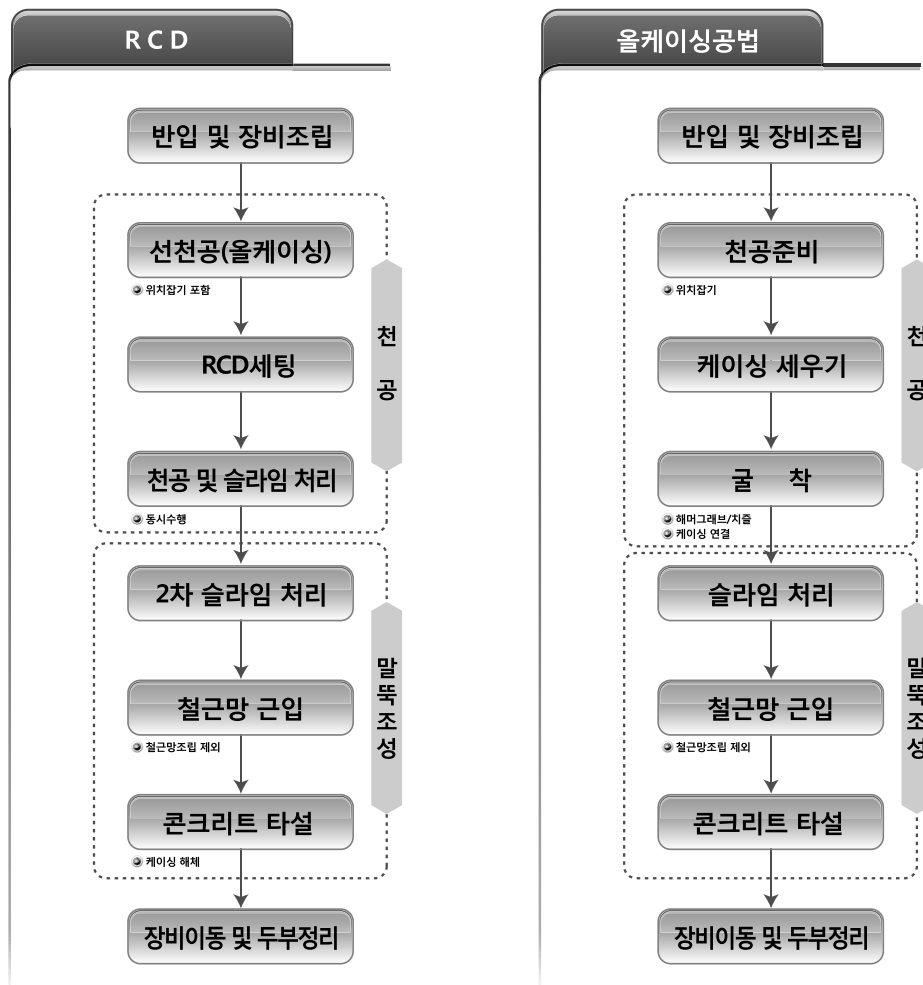 RCD
반입 및 장비조립
선천공(올케이싱)
위치잡기 포함
RCD세팅
천공 및 슬라임 처리
동시수행
천공
2차 슬라임 처리
철근망 근입
철근망조립 제외
콘크리트 타설
케이싱 해체
말뚝조성
장비이동 및 두부정리
올케이싱공법
반입 및 장비조립
천공준비
위치잡기
케이싱 세우기
굴 착
해머그래브/치즐
케이싱 연결
천공
슬라임 처리
철근망 근입
철근망조립 제외
콘크리트 타설
말뚝조성
장비이동 및 두부정리